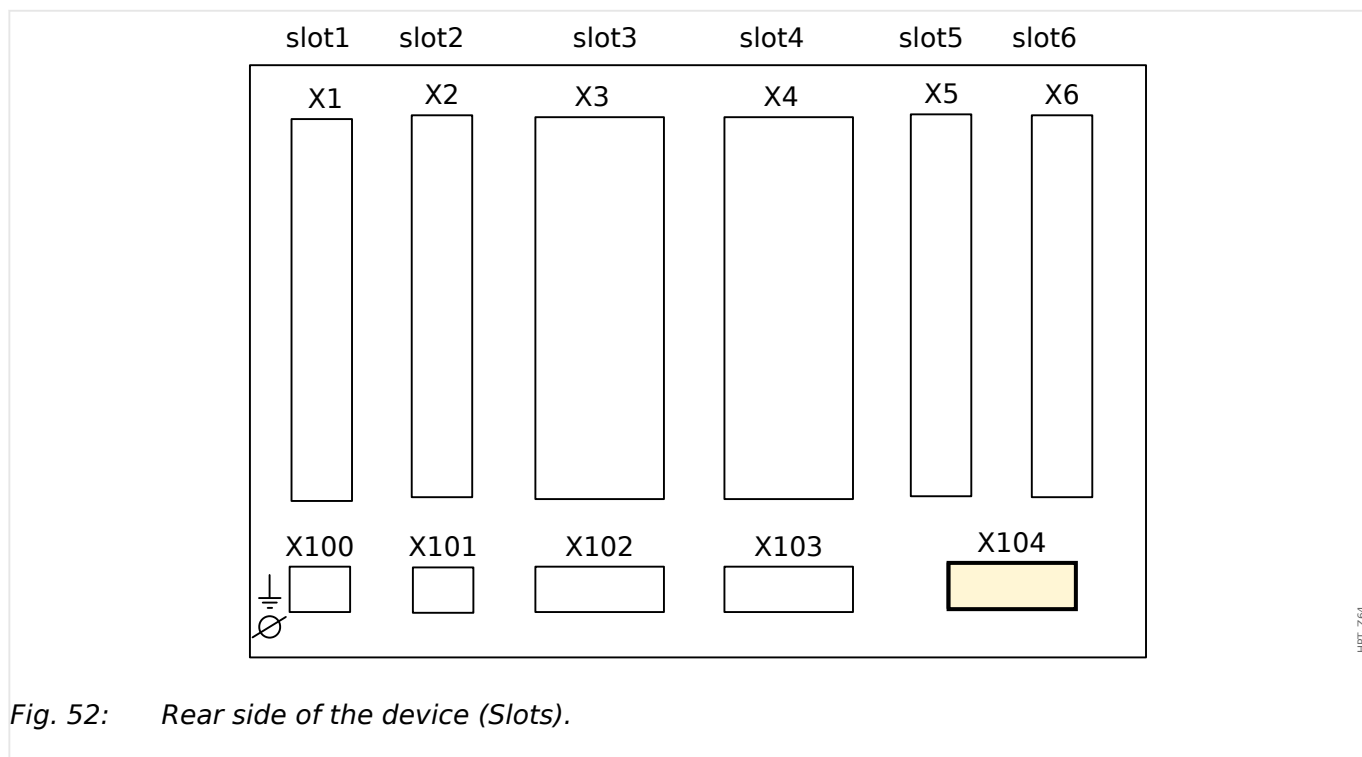 slot1 slot2 slot3 slot4 slot5 slot6
X1 X2 X3 X4 X5 X6
X100 X101 X102 X103 X104
Fig. 52: Rear side of the device (Slots).